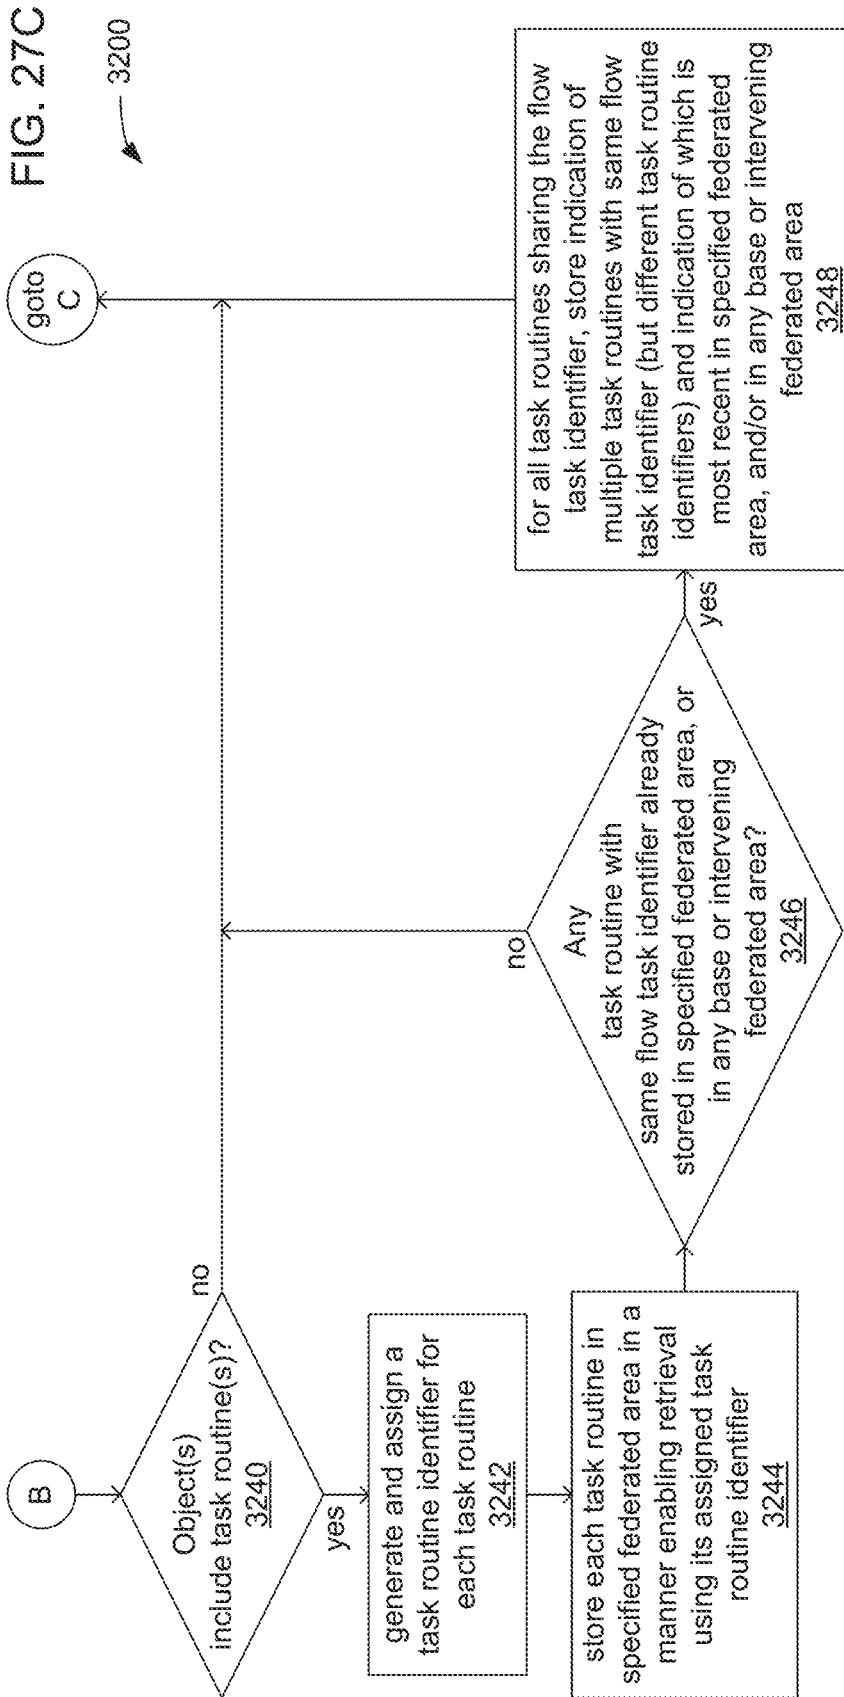 FIG. 27C
3200
B
Object(s)
include task routine(s)?
3240
no
yes
generate and assign a
task routine identifier for
each task routine
3242
store each task routine in
specified federated area in a
manner enabling retrieval
using its assigned task
routine identifier
3244
Any
task routine with
same flow task identifier already
stored in specified federated area, or
in any base or intervening
federated area?
3246
no
yes
for all task routines sharing the flow
task identifier, store indication of
multiple task routines with same flow
task identifier (but different task routine
identifiers) and indication of which is
most recent in specified federated
area, and/or in any base or intervening
federated area
3248
goto
C